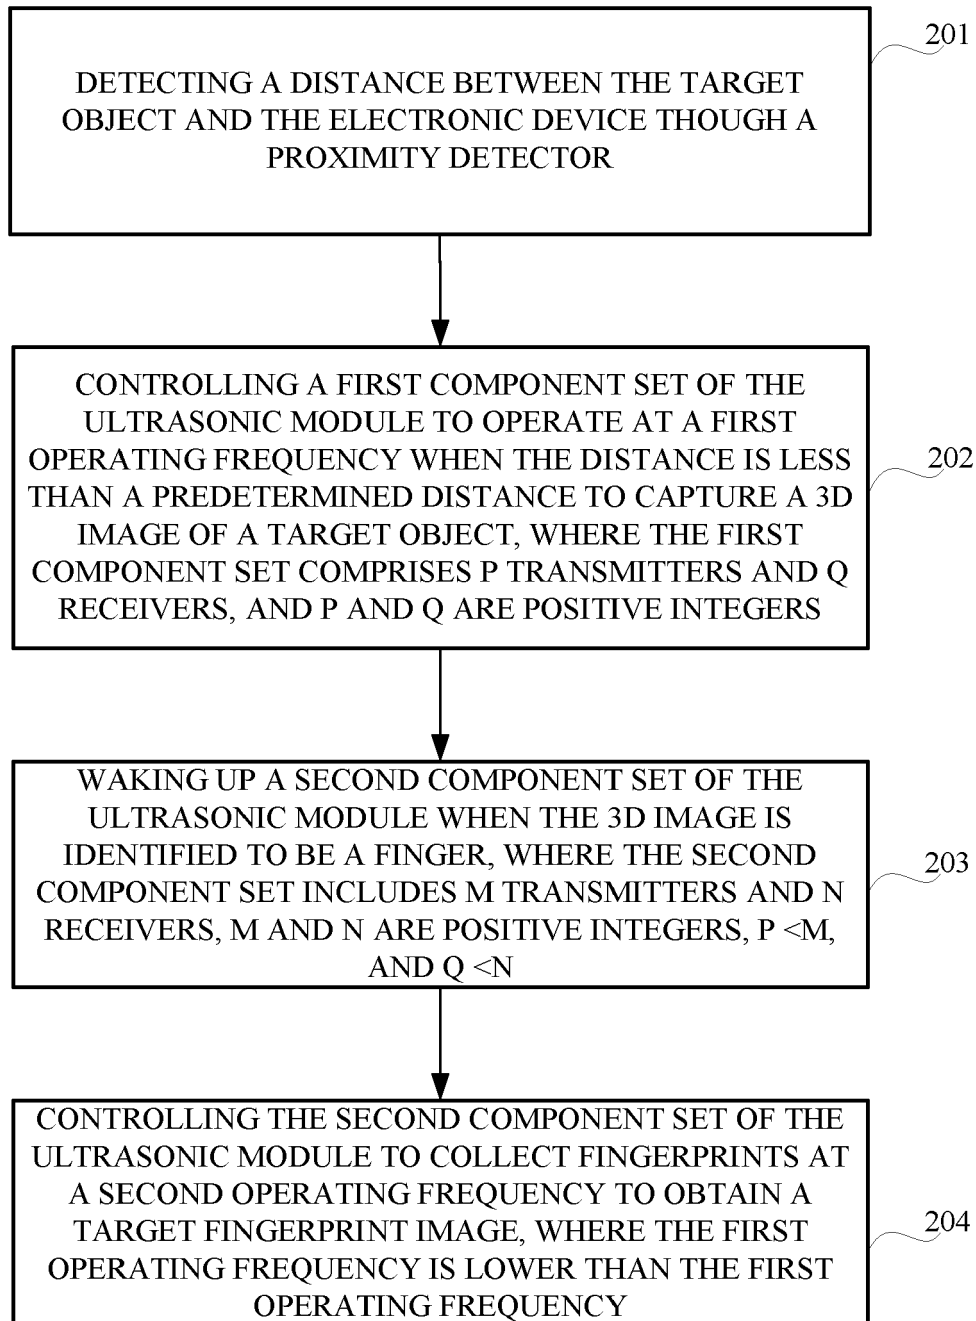 201
DETECTING A DISTANCE BETWEEN THE TARGET
OBJECT AND THE ELECTRONIC DEVICE THOUGH A
PROXIMITY DETECTOR
CONTROLLING A FIRST COMPONENT SET OF THE
ULTRASONIC MODULE TO OPERATE AT A FIRST
OPERATING FREQUENCY WHEN THE DISTANCE IS LESS
THAN A PREDETERMINED DISTANCE TO CAPTURE A 3D
IMAGE OF A TARGET OBJECT, WHERE THE FIRST
COMPONENT SET COMPRISES P TRANSMITTERS AND Q
RECEIVERS, AND P AND Q ARE POSITIVE INTEGERS
202
WAKING UP A SECOND COMPONENT SET OF THE
ULTRASONIC MODULE WHEN THE 3D IMAGE IS
IDENTIFIED TO BE A FINGER, WHERE THE SECOND
COMPONENT SET INCLUDES M TRANSMITTERS AND N
RECEIVERS, M AND N ARE POSITIVE INTEGERS, P <M,
AND Q <N
203
CONTROLLING THE SECOND COMPONENT SET OF THE
ULTRASONIC MODULE TO COLLECT FINGERPRINTS AT
A SECOND OPERATING FREQUENCY TO OBTAIN A
TARGET FINGERPRINT IMAGE, WHERE THE FIRST
OPERATING FREQUENCY IS LOWER THAN THE FIRST
OPERATING FREQUENCY
204